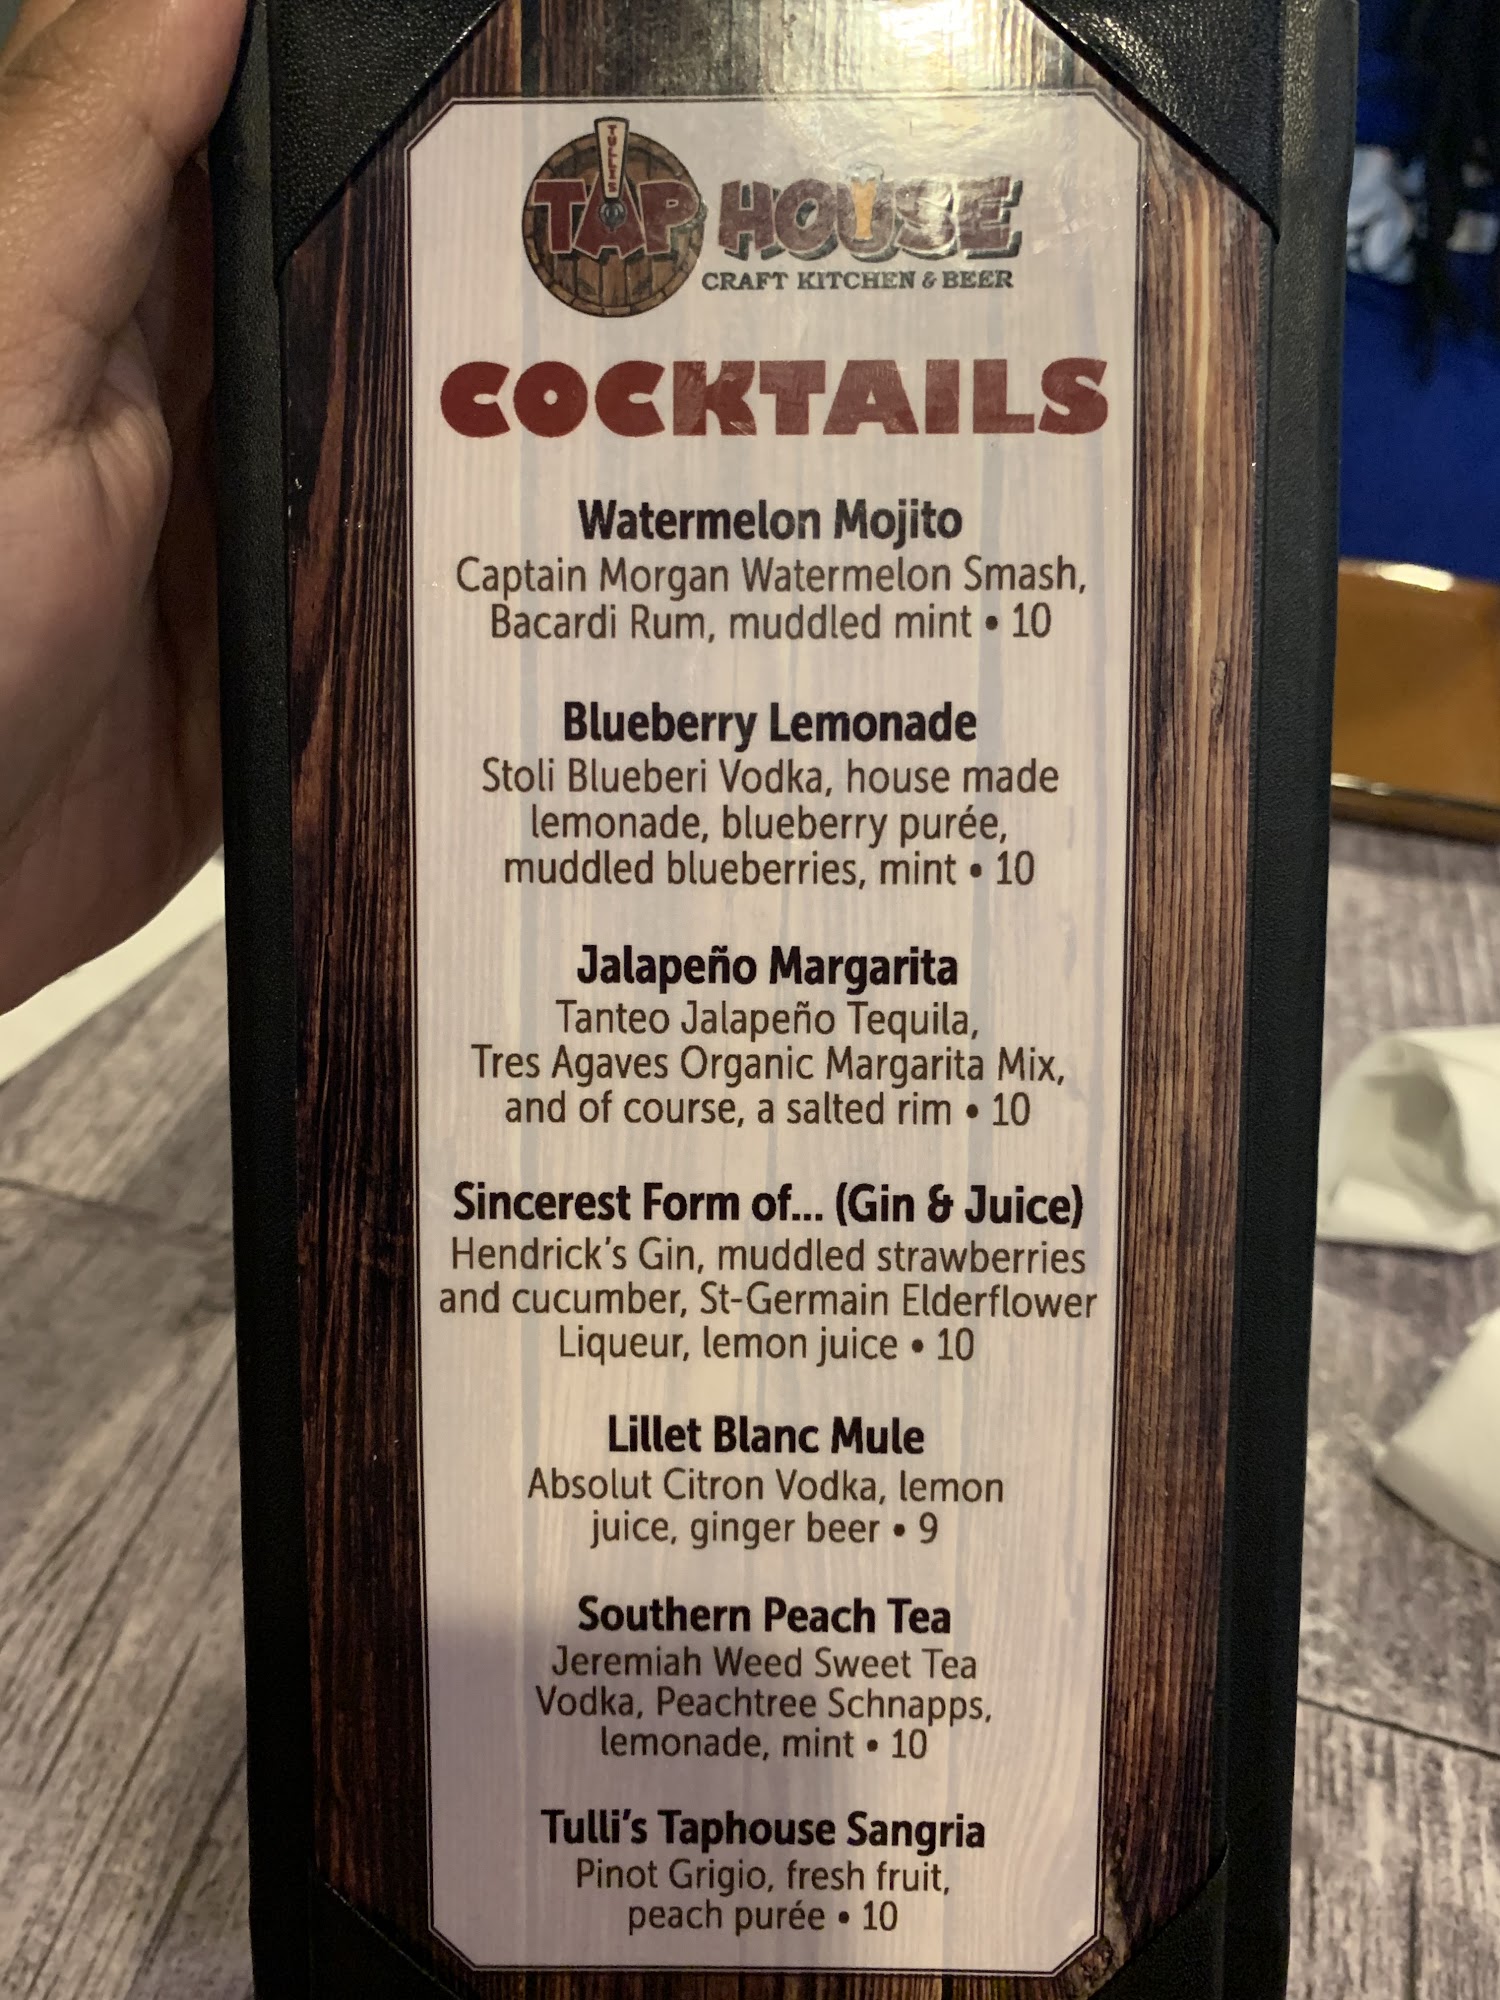 TULLI'S
TAP HOUSE
CRAFT KITCHEN & BEER
COCKTAILS
Watermelon Mojito
Captain Morgan Watermelon Smash,
Bacardi Rum, muddled mint • 10
Blueberry Lemonade
Stoli Blueberi Vodka, house made
lemonade, blueberry purée,
muddled blueberries, mint • 10
Jalapeño Margarita
Tanteo Jalapeño Tequila,
Tres Agaves Organic Margarita Mix,
and of course, a salted rim • 10
Sincerest Form of... (Gin & Juice)
Hendrick's Gin, muddled strawberries
and cucumber, St-Germain Elderflower
Liqueur, lemon juice • 10
Lillet Blanc Mule
Absolut Citron Vodka, lemon
juice, ginger beer • 9
Southern Peach Tea
Jeremiah Weed Sweet Tea
Vodka, Peachtree Schnapps,
lemonade, mint • 10
Tulli's Taphouse Sangria
Pinot Grigio, fresh fruit,
peach purée • 10